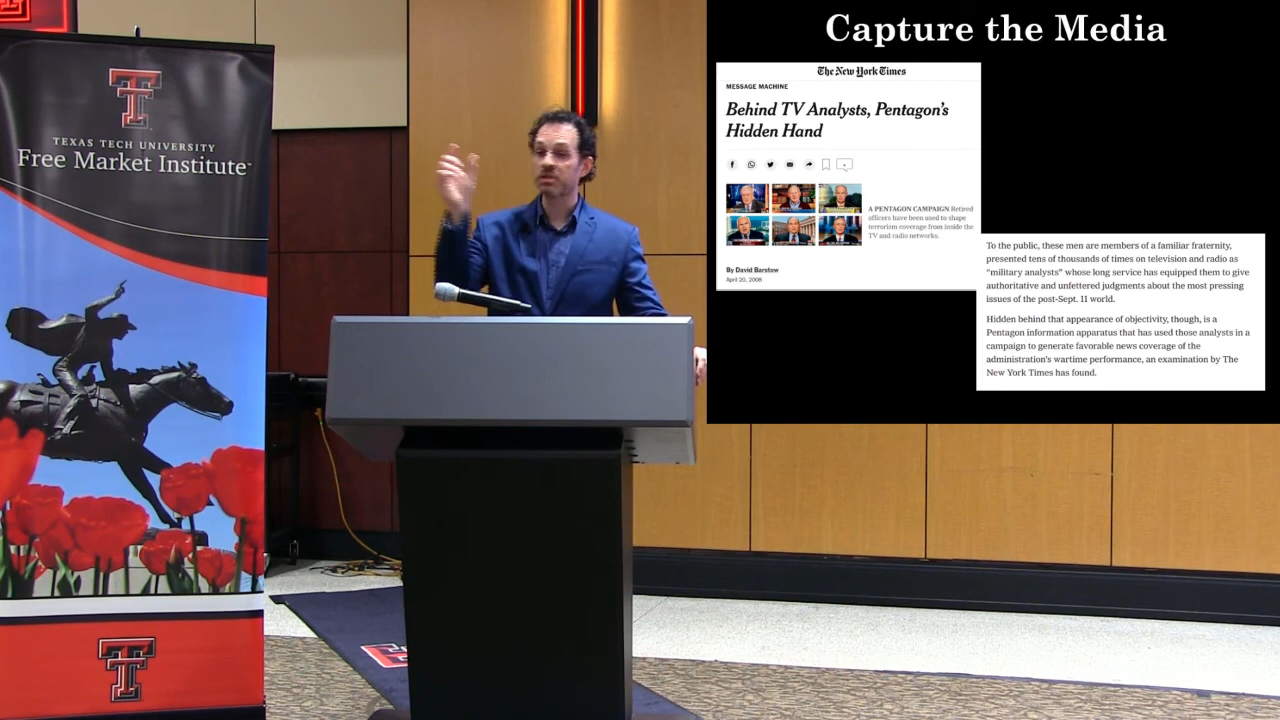 TEXAS TECH UNIVERSITY
Free Market Institute
Capture the Media
The New York Times
MESSAGE MACHINE
Behind TV Analysts, Pentagon's
Hidden Hand
A PENTAGON CAMPAIGN Retired
officers have been used to shape
terrorism coverage from inside the
TV and radio networks.
By David Barstow
April 20, 2008
To the public, these men are members of a familiar fraternity,
presented tens of thousands of times on television and radio as
“military analysts” whose long service has equipped them to give
authoritative and unfettered judgments about the most pressing
issues of the post-Sept. 11 world.
Hidden behind that appearance of objectivity, though, is a
Pentagon information apparatus that has used those analysts in a
campaign to generate favorable news coverage of the
administration's wartime performance, an examination by The
New York Times has found.